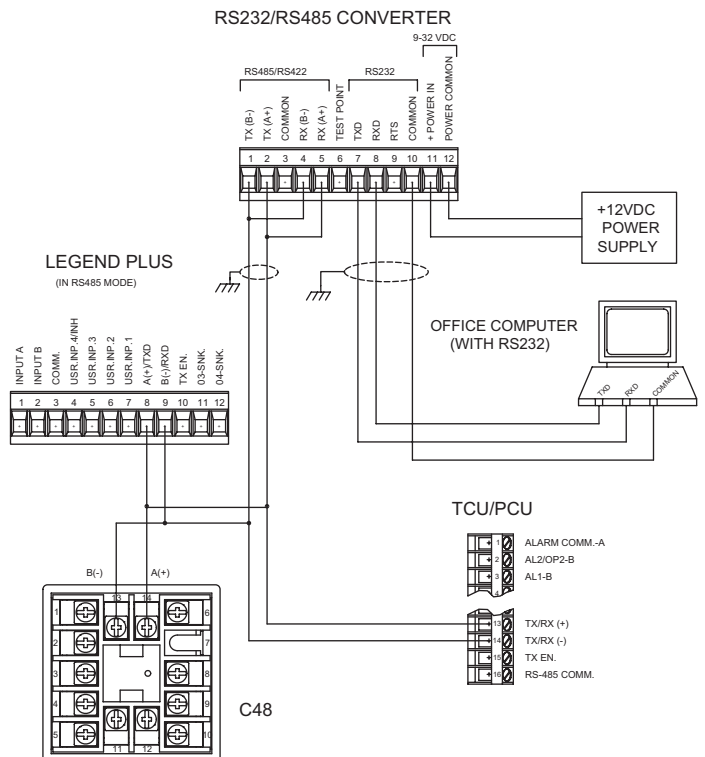 RS232/RS485 CONVERTER
9-32 VDC
RS485/RS422
RS232
TX (B-)
TX (A+)
COMMON
RX (B-)
RX (A+)
TEST POINT
TXD
RXD
RTS
COMMON
+ POWER IN
POWER COMMON
1 2 3 4 5 6 7 8 9 10 11 12
+12VDC
POWER
SUPPLY
LEGEND PLUS
(IN RS485 MODE)
OFFICE COMPUTER
(WITH RS232)
TXD
RXD
COMMON
INPUT A
INPUT B
COMM.
USR.INP.4/INH
USR.INP.3
USR.INP.2
USR.INP.1
A(+)/TXD
B(-)/RXD
TX EN.
03-SNK.
04-SNK.
1 2 3 4 5 6 7 8 9 10 11 12
TCU/PCU
1 ALARM COMM.-A
2 AL2/OP2-B
3 AL1-B
4
13 TX/RX (+)
14 TX/RX (-)
15 TX EN.
16 RS-485 COMM.
B(-) A(+)
13 14
1 6
2 7
3 8
4 9
5 10
11 12
C48